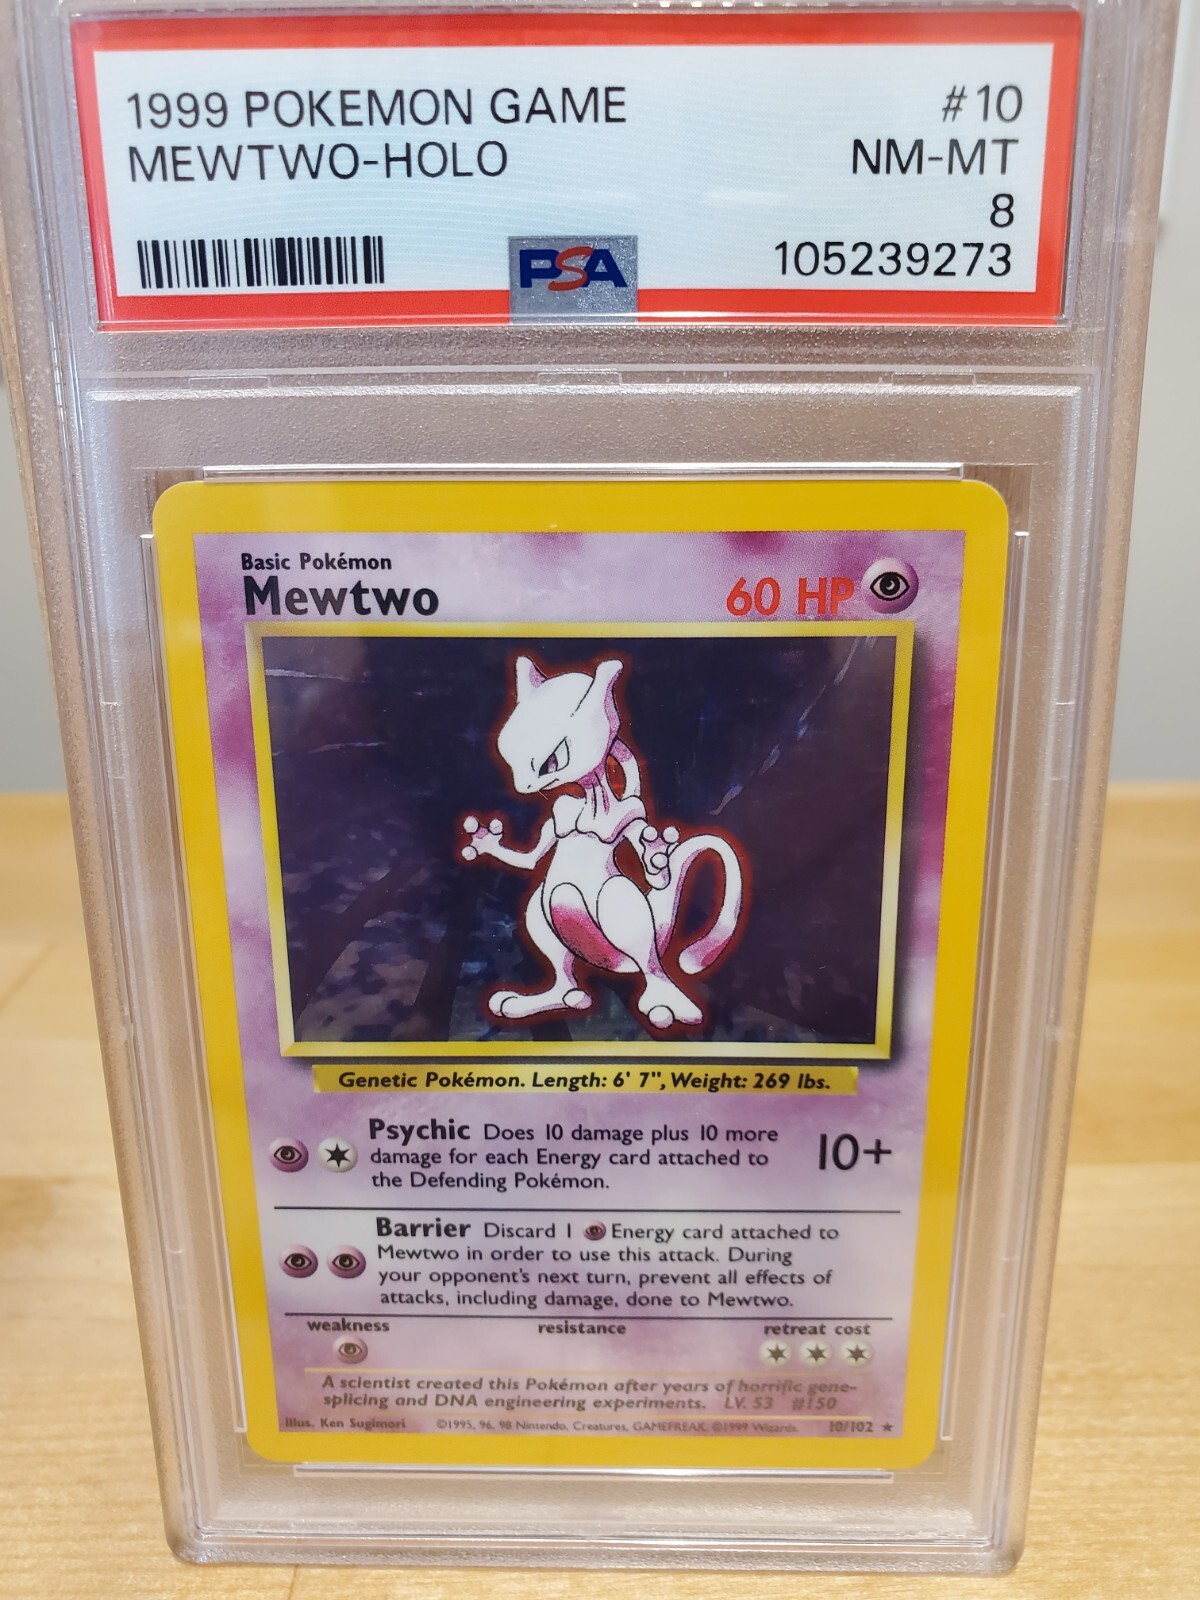 1999 POKEMON GAME #10
MEWTWO-HOLO NM-MT
8
PSA 105239273
Basic Pokémon
Mewtwo 60 HP
Genetic Pokémon. Length: 6' 7", Weight: 269 lbs.
Psychic Does 10 damage plus 10 more
damage for each Energy card attached to
the Defending Pokémon.
10+
Barrier Discard 1 Energy card attached to
Mewtwo in order to use this attack. During
your opponent's next turn, prevent all effects of
attacks, including damage, done to Mewtwo.
weakness resistance retreat cost
A scientist created this Pokémon after years of horrific gene-
splicing and DNA engineering experiments. LV. 53 #150
Illus. Ken Sugimori ©1995, 96, 98 Nintendo, Creatures, GAMEFREAK. ©1999 Wizards. 10/102 ★